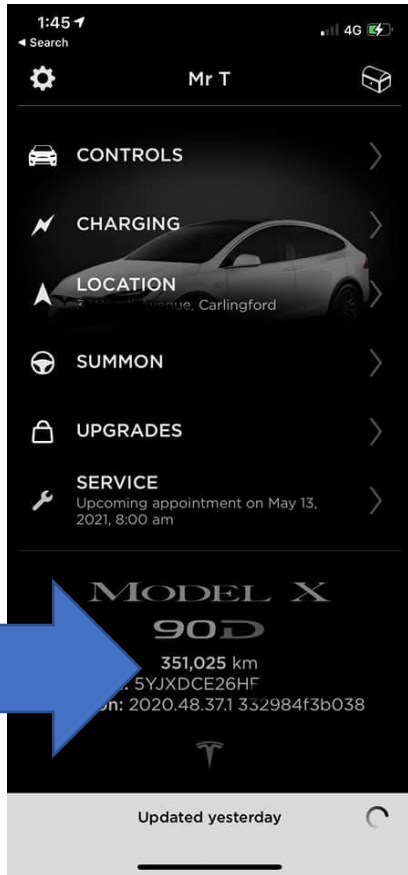 1:45
4G
Search
Mr T
CONTROLS
CHARGING
LOCATION
Avenue, Carlingford
SUMMON
UPGRADES
SERVICE
Upcoming appointment on May 13,
2021, 8:00 am
MODEL X
90D
351,025 km
: 5YJXDCE26HF
n: 2020.48.37.1 332984f3b038
Updated yesterday